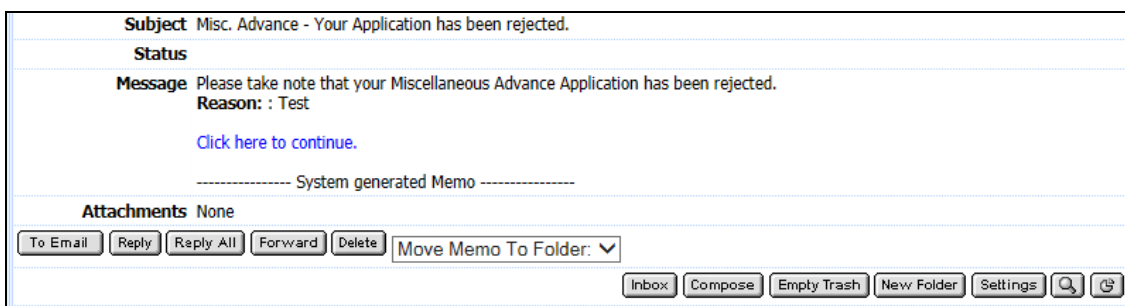 Subject Misc. Advance - Your Application has been rejected.
Status
Message Please take note that your Miscellaneous Advance Application has been rejected.
Reason: : Test
Click here to continue.
---------------- System generated Memo ----------------
Attachments None
To Email Reply Reply All Forward Delete Move Memo To Folder:
Inbox Compose Empty Trash New Folder Settings